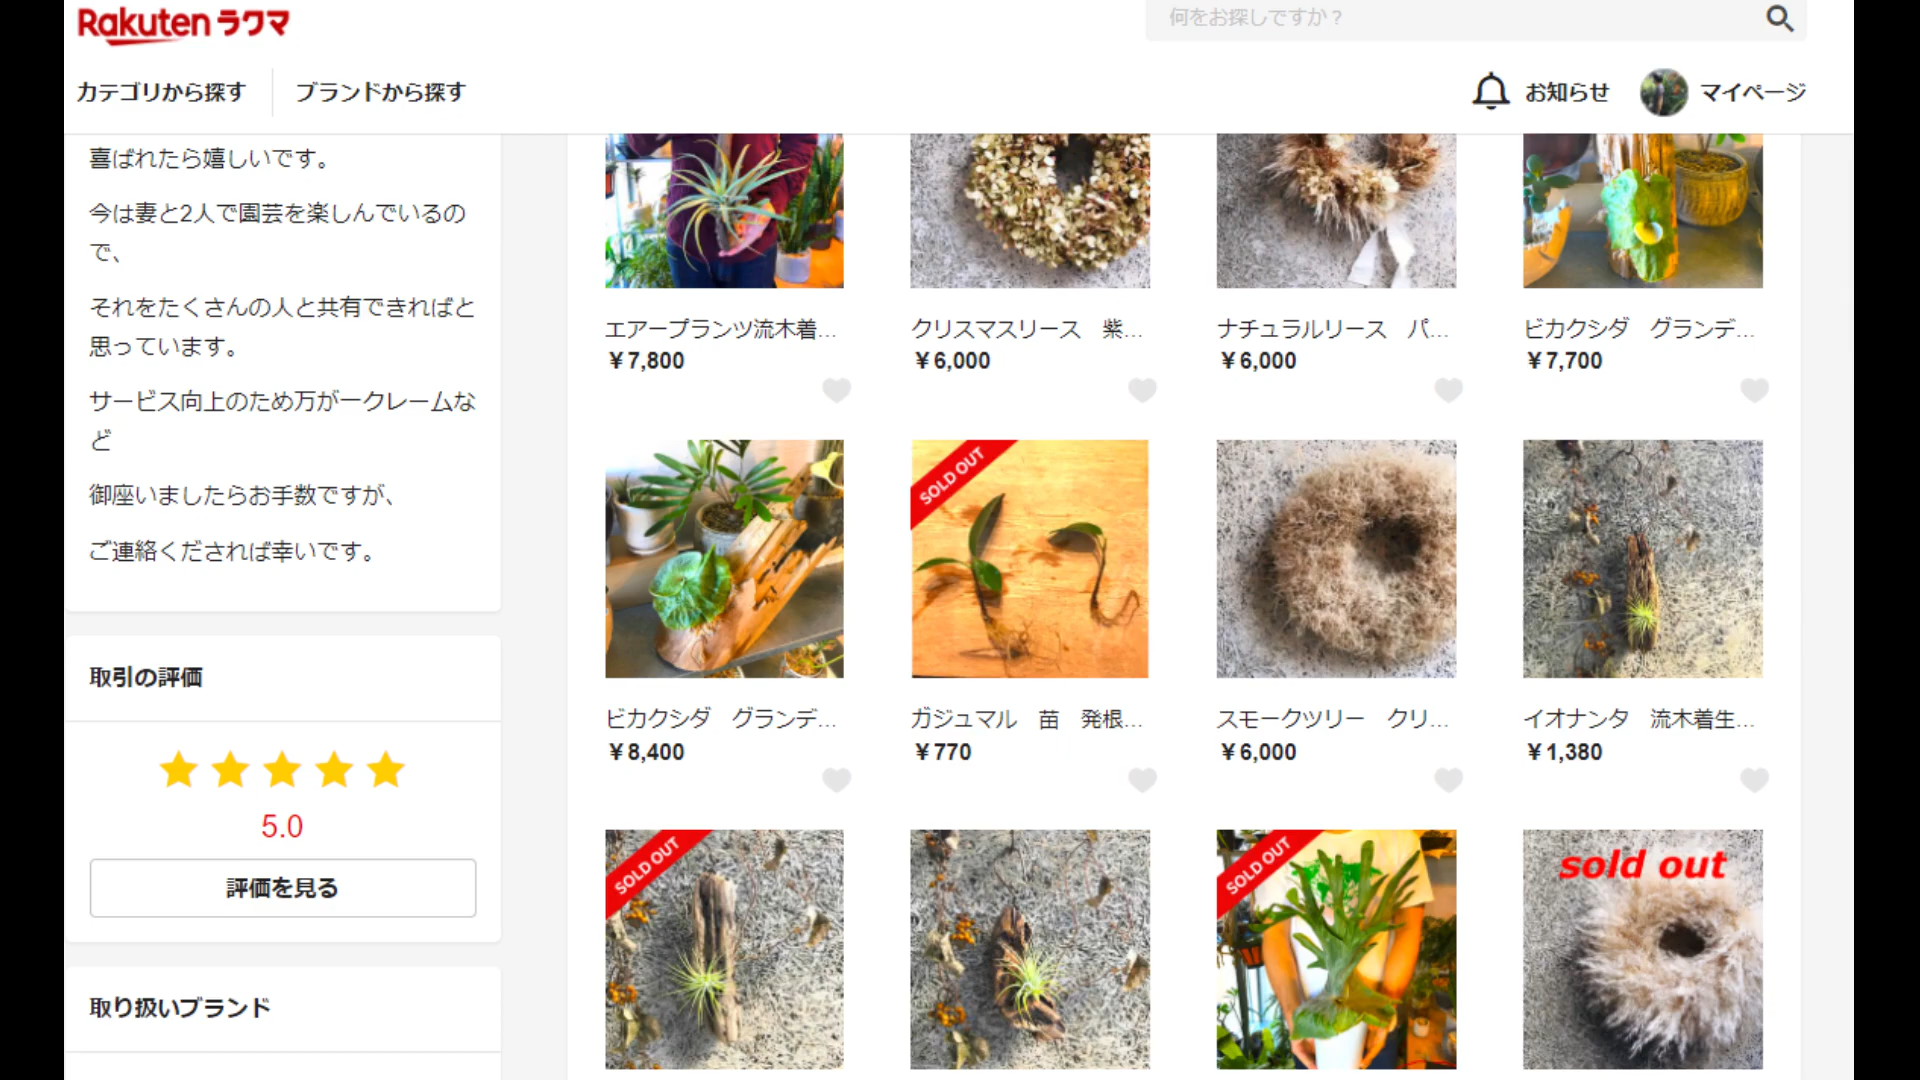 Rakuten ラクマ
何をお探しですか？
カテゴリから探す
ブランドから探す
お知らせ
マイページ
喜ばれたら嬉しいです。
今は妻と2人で園芸を楽しんでいるの
で、
それをたくさんの人と共有できればと
思っています。
サービス向上のため万が一クレームな
ど
御座いましたらお手数ですが、
ご連絡くだされば幸いです。
取引の評価
5.0
評価を見る
取り扱いブランド
エアープランツ流木着...
¥7,800
クリスマスリース　紫...
¥6,000
ナチュラルリース　パ...
¥6,000
ビカクシダ　グランデ...
¥7,700
ビカクシダ　グランデ...
¥8,400
SOLD OUT
ガジュマル　苗　発根...
¥770
スモークツリー　クリ...
¥6,000
イオナンタ　流木着生...
¥1,380
SOLD OUT
SOLD OUT
sold out